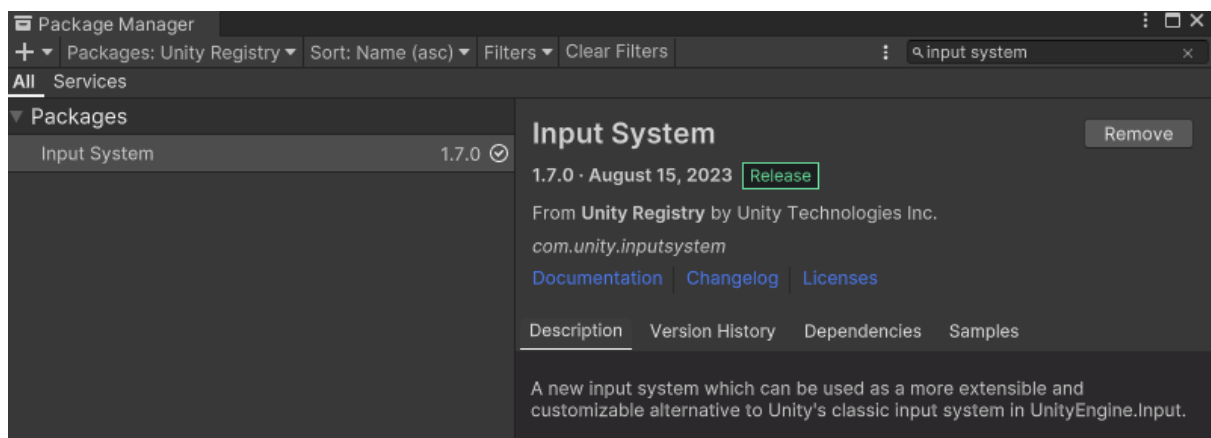 Package Manager
Packages: Unity Registry Sort: Name (asc) Filters Clear Filters input system
All Services
Packages
Input System 1.7.0
Input System
Remove
1.7.0 · August 15, 2023 Release
From Unity Registry by Unity Technologies Inc.
com.unity.inputsystem
Documentation Changelog Licenses
Description Version History Dependencies Samples
A new input system which can be used as a more extensible and
customizable alternative to Unity's classic input system in UnityEngine.Input.